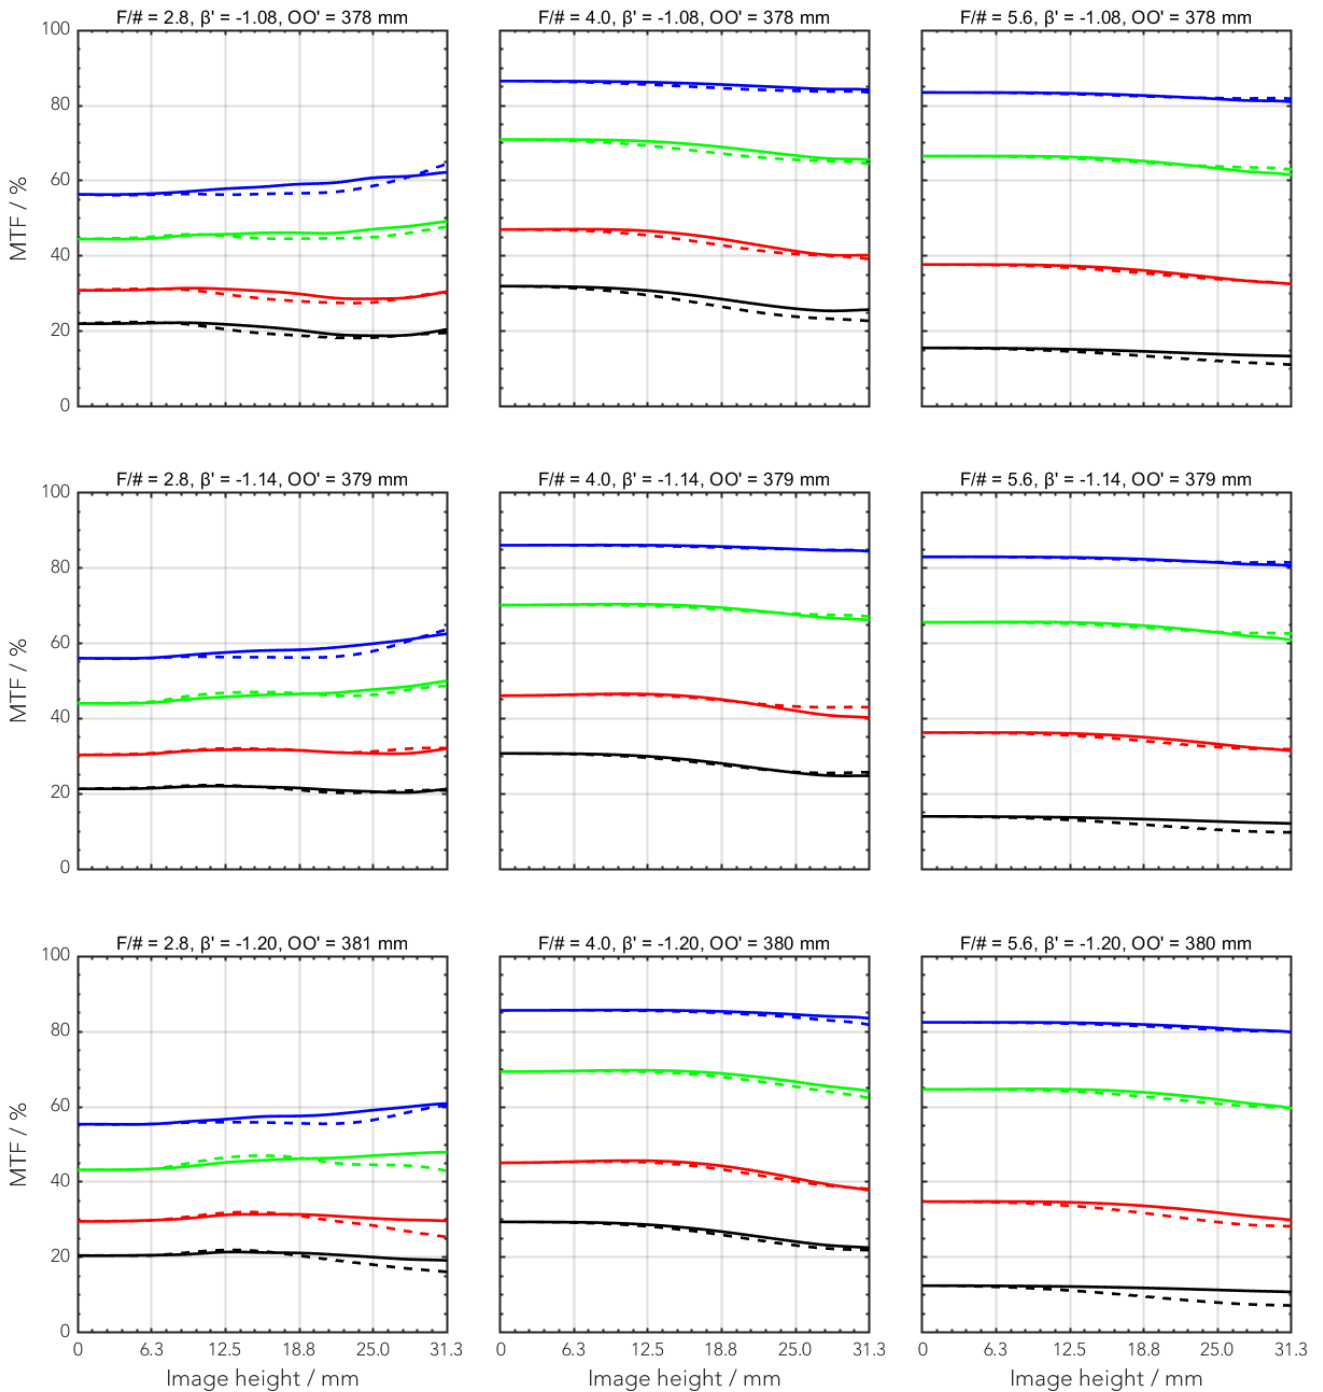 F/# = 2.8, β' = -1.08, OO' = 378 mm
F/# = 4.0, β' = -1.08, OO' = 378 mm
F/# = 5.6, β' = -1.08, OO' = 378 mm
100
80
60
40
20
0
MTF / %
F/# = 2.8, β' = -1.14, OO' = 379 mm
F/# = 4.0, β' = -1.14, OO' = 379 mm
F/# = 5.6, β' = -1.14, OO' = 379 mm
100
80
60
40
20
0
MTF / %
F/# = 2.8, β' = -1.20, OO' = 381 mm
F/# = 4.0, β' = -1.20, OO' = 380 mm
F/# = 5.6, β' = -1.20, OO' = 380 mm
100
80
60
40
20
0
MTF / %
0 6.3 12.5 18.8 25.0 31.3
0 6.3 12.5 18.8 25.0 31.3
0 6.3 12.5 18.8 25.0 31.3
Image height / mm
Image height / mm
Image height / mm